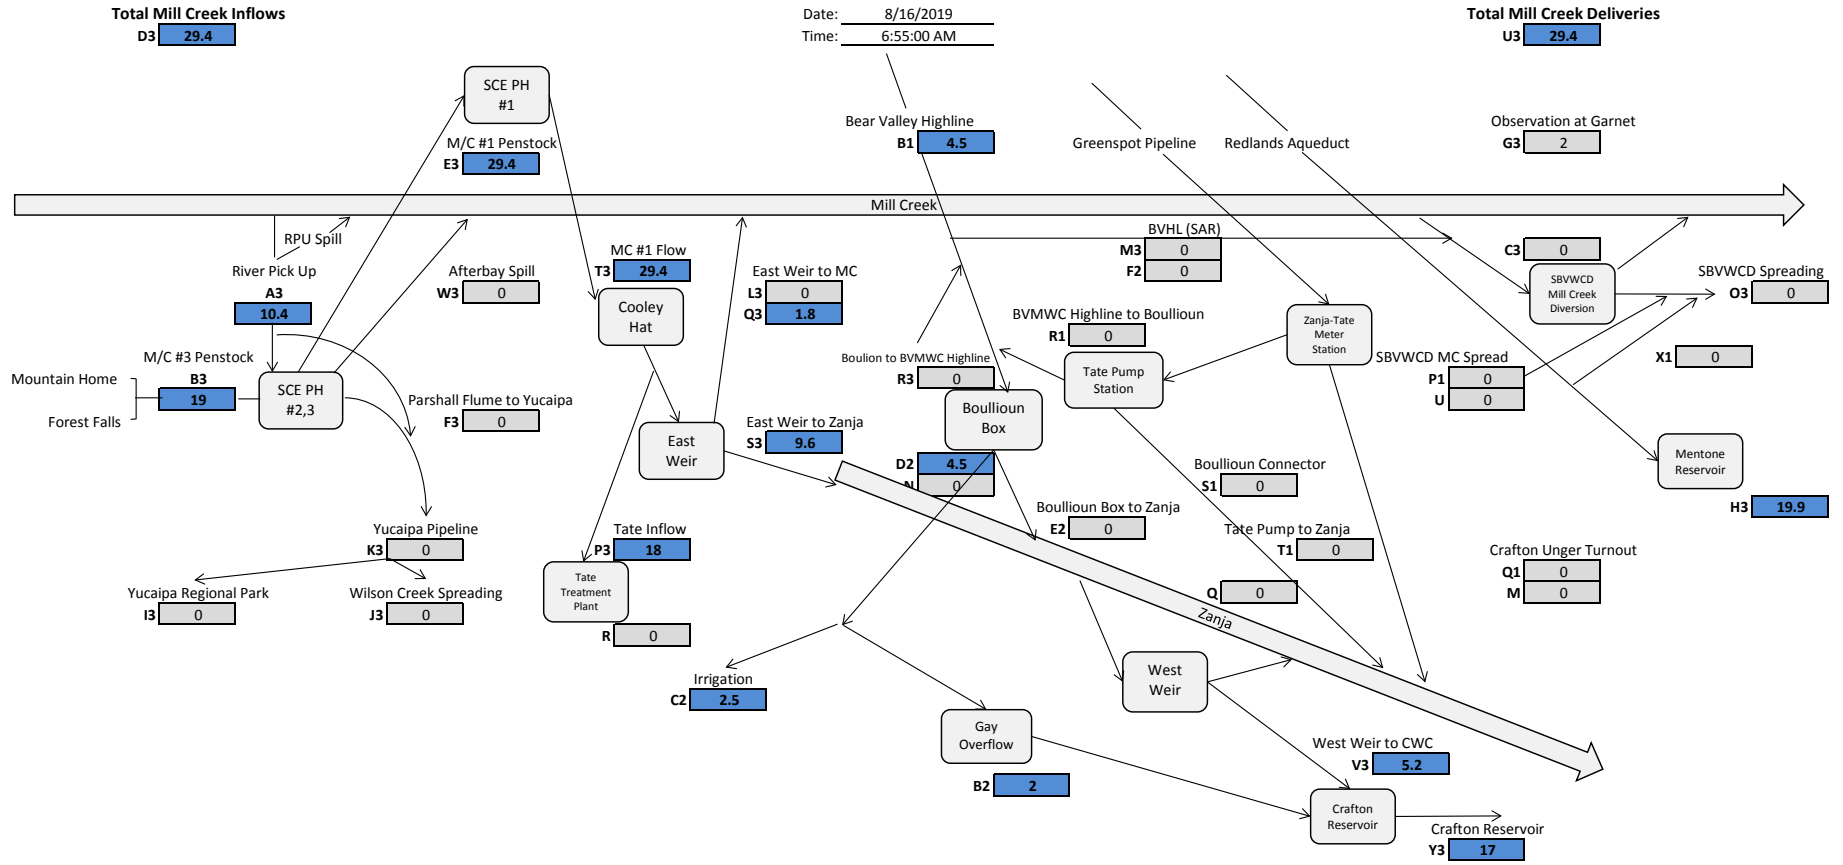 Total Mill Creek Inflows
D3 29.4
Date: 8/16/2019
Time: 6:55:00 AM
Total Mill Creek Deliveries
U3 29.4
SCE PH
#1
M/C #1 Penstock
E3 29.4
Bear Valley Highline
B1 4.5
Greenspot Pipeline
Redlands Aqueduct
Observation at Garnet
G3 2
Mill Creek
RPU Spill
River Pick Up
A3
10.4
Afterbay Spill
W3 0
MC #1 Flow
T3 29.4
Cooley
Hat
East Weir to MC
L3 0
Q3 1.8
BVHL (SAR)
M3 0
F2 0
C3 0
SBVWCD
Mill Creek
Diversion
SBVWCD Spreading
O3 0
BVMWC Highline to Boullioun
R1 0
Zanja-Tate
Meter
Station
M/C #3 Penstock
B3
19
Mountain Home
Forest Falls
SCE PH
#2,3
Parshall Flume to Yucaipa
F3 0
Boulion to BVMWC Highline
R3 0
Tate Pump
Station
SBVWCD MC Spread
P1 0
U 0
X1 0
Boullioun
Box
East
Weir
East Weir to Zanja
S3 9.6
D2 4.5
N 0
Boullioun Connector
S1 0
Mentone
Reservoir
H3 19.9
Boullioun Box to Zanja
E2 0
Yucaipa Pipeline
K3 0
Tate Inflow
P3 18
Tate Pump to Zanja
T1 0
Crafton Unger Turnout
Q1 0
M 0
Yucaipa Regional Park
I3 0
Wilson Creek Spreading
J3 0
Tate
Treatment
Plant
R 0
Q 0
Zanja
Irrigation
C2 2.5
West
Weir
Gay
Overflow
B2 2
West Weir to CWC
V3 5.2
Crafton
Reservoir
Crafton Reservoir
Y3 17